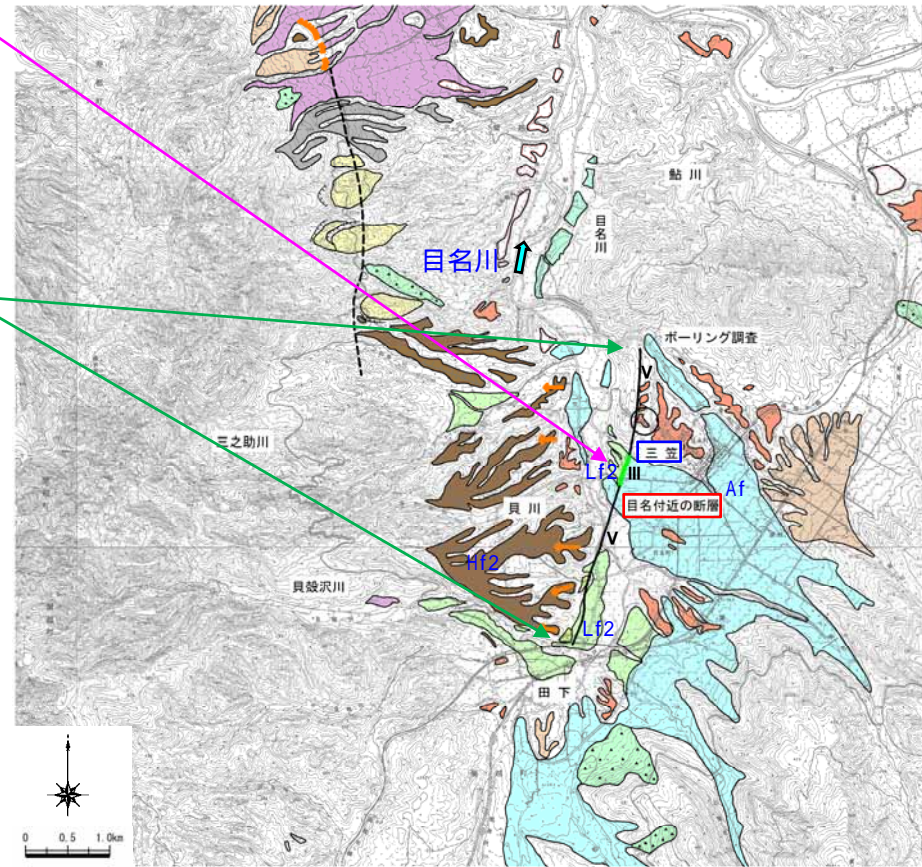 鮎川
目名川
目名川
ボーリング調査
V
三之助川
三笠
Lf2
III
Af
貝川
目名付近の断層
V
Hf2
貝殻沢川
Lf2
田下
0 0.5 1.0km